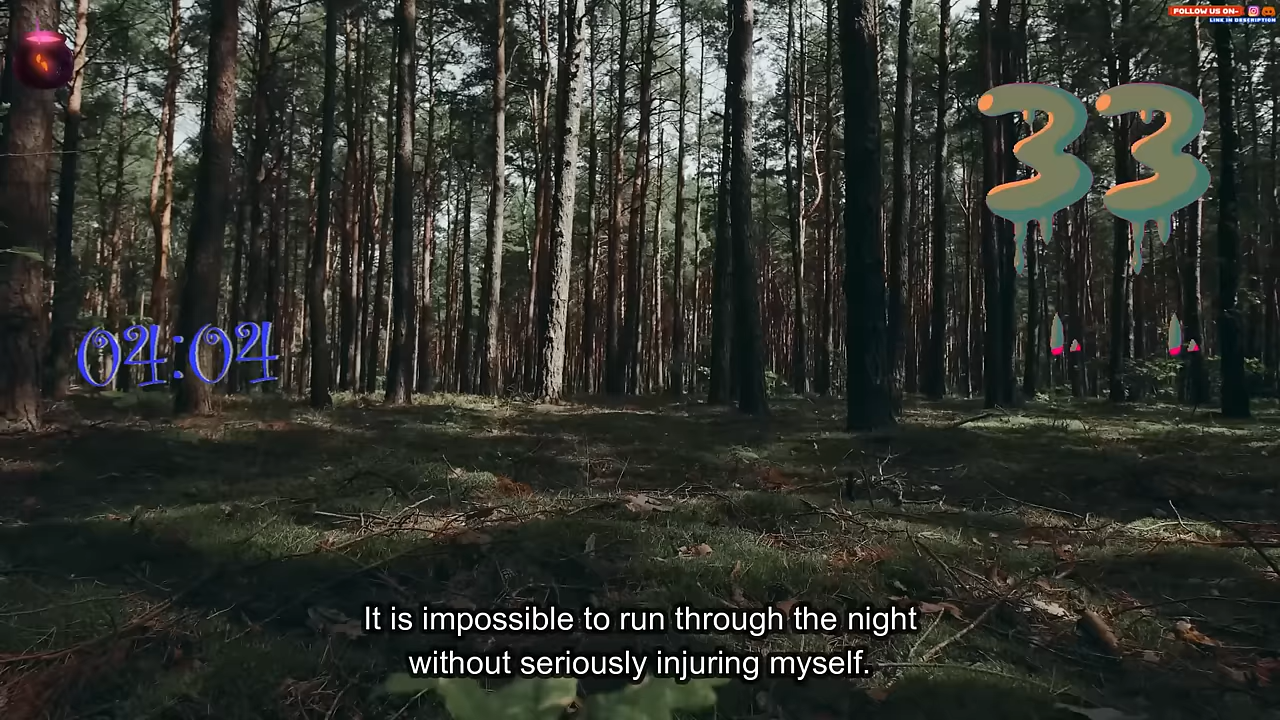 FOLLOW US ON-
LINK IN DESCRIPTION
33
04:04
It is impossible to run through the night
without seriously injuring myself.